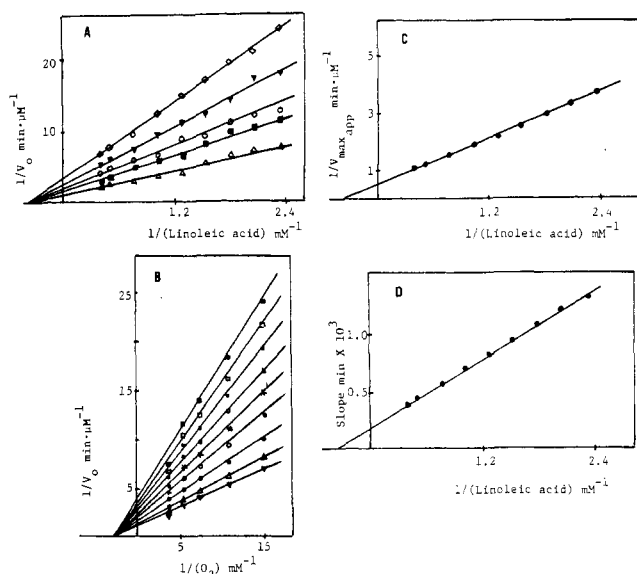 A
1/V₀ min·µM⁻¹
20
10
1,2
2,4
1/(Linoleic acid) mM⁻¹
C
1/Vmax app min·µM⁻¹
5
3
1
1,2
2,4
1/(Linoleic acid) mM⁻¹
B
1/V₀ min·µM⁻¹
25
15
5
5
15
1/(O₂) mM⁻¹
D
Slope min X 10³
1.0
0.5
1,2
2,4
1/(Linoleic acid) mM⁻¹